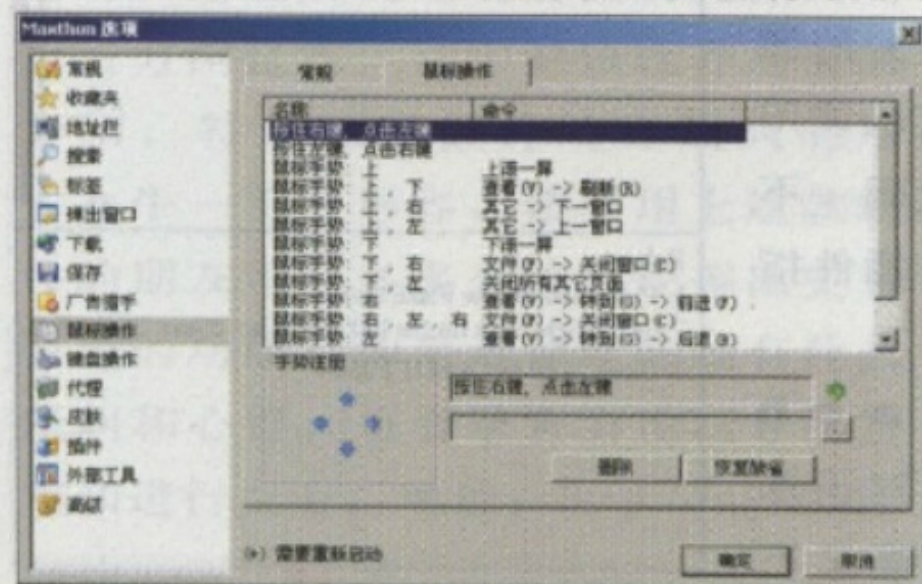 Maxthon 选项
常规
收藏夹
地址栏
搜索
标签
弹出窗口
下载
保存
广告猎手
鼠标操作
键盘操作
代理
皮肤
插件
外部工具
高级
常规 鼠标操作
名称 命令
按住右键，点击左键
按住左键，点击右键
鼠标手势：上 上滚一屏
鼠标手势：上，下 查看(V) -> 刷新(R)
鼠标手势：上，右 其它 -> 下一窗口
鼠标手势：上，左 其它 -> 上一窗口
鼠标手势：下 下滚一屏
鼠标手势：下，右 文件(F) -> 关闭窗口(C)
鼠标手势：下，左 关闭所有其它页面
鼠标手势：右 查看(V) -> 转到(G) -> 前进(F)
鼠标手势：右，左，右 文件(F) -> 关闭窗口(C)
鼠标手势：左 查看(V) -> 转到(G) -> 后退(B)
手势注册
按住右键，点击左键
删除 恢复缺省
(*) 需要重新启动
确定 取消